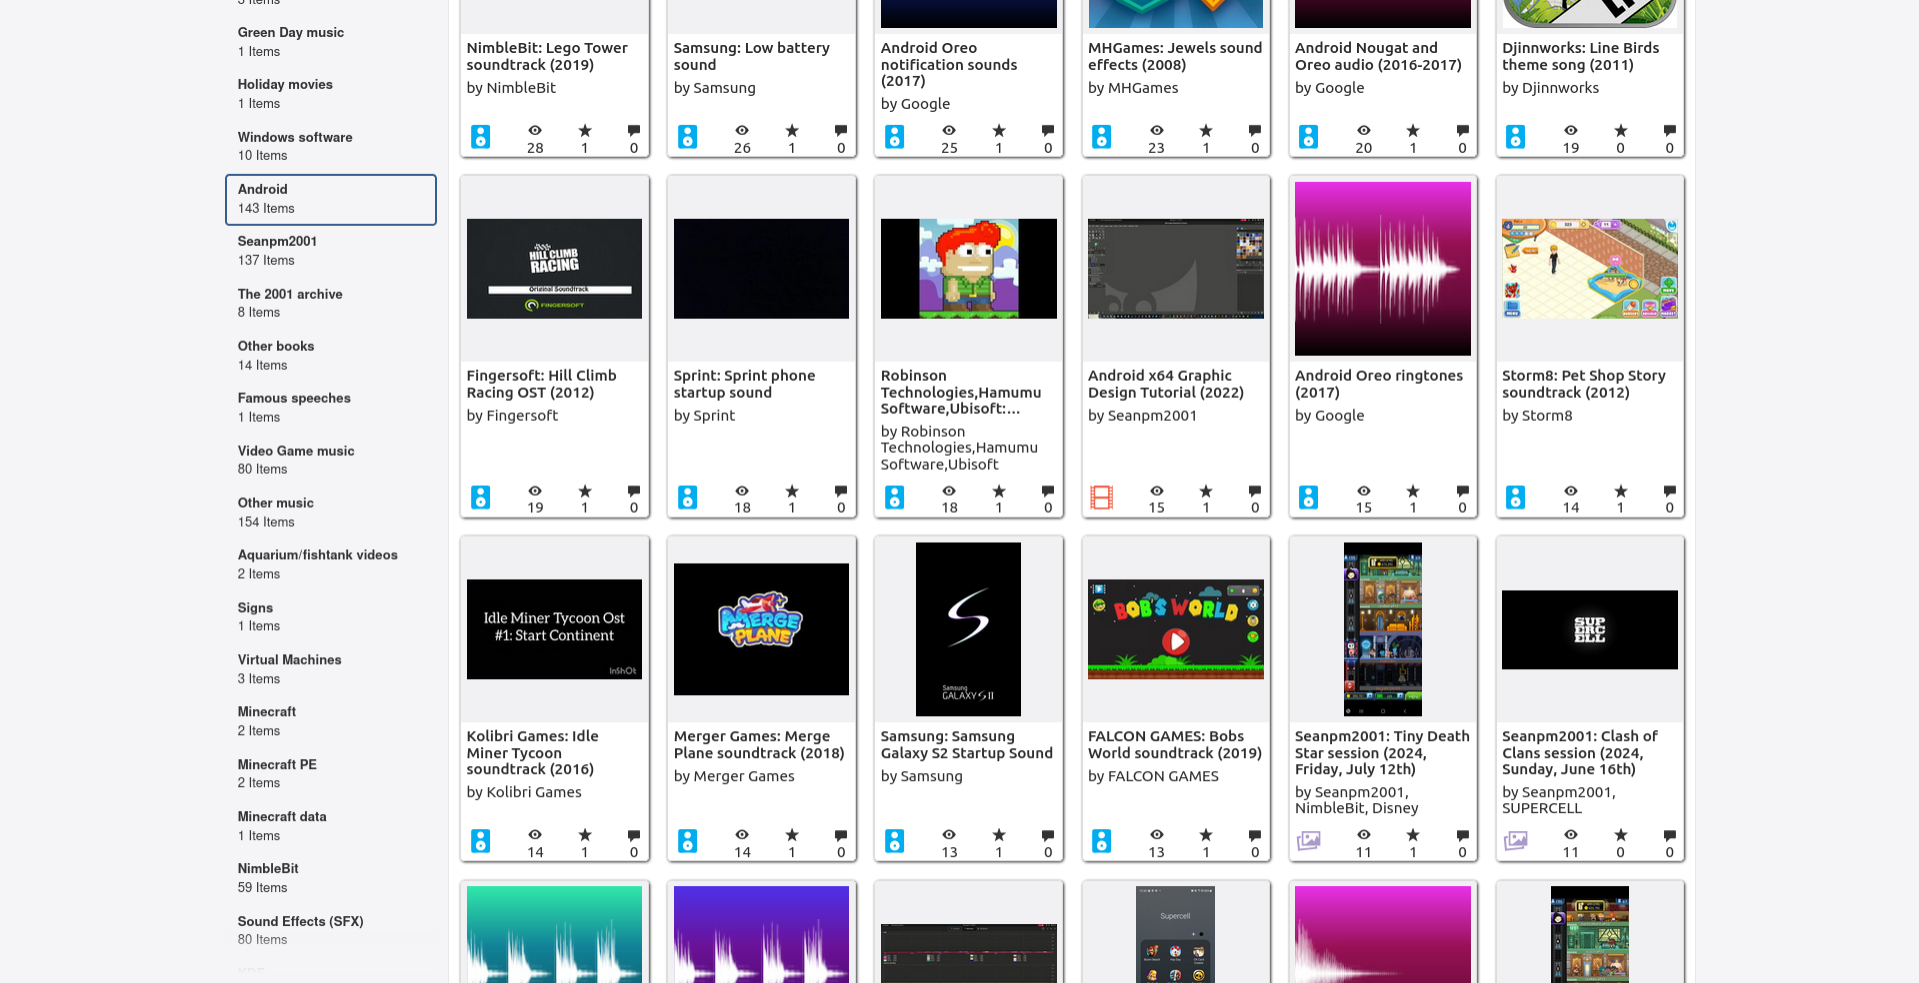 Green Day music
1 Items
Holiday movies
1 Items
Windows software
10 Items
Android
143 Items
Seanpm2001
137 Items
The 2001 archive
8 Items
Other books
14 Items
Famous speeches
1 Items
Video Game music
80 Items
Other music
154 Items
Aquarium/fishtank videos
2 Items
Signs
1 Items
Virtual Machines
3 Items
Minecraft
2 Items
Minecraft PE
2 Items
Minecraft data
1 Items
NimbleBit
59 Items
Sound Effects (SFX)
80 Items
NimbleBit: Lego Tower
soundtrack (2019)
by NimbleBit
28 1 0
Samsung: Low battery
sound
by Samsung
26 1 0
Android Oreo
notification sounds
(2017)
by Google
25 1 0
MHGames: Jewels sound
effects (2008)
by MHGames
23 1 0
Android Nougat and
Oreo audio (2016-2017)
by Google
20 1 0
Djinnworks: Line Birds
theme song (2011)
by Djinnworks
19 0 0
HILL CLIMB
RACING
Original Soundtrack
FINGERSOFT
Fingersoft: Hill Climb
Racing OST (2012)
by Fingersoft
19 1 0
Sprint: Sprint phone
startup sound
by Sprint
18 1 0
Robinson
Technologies,Hamumu
Software,Ubisoft:...
by Robinson
Technologies,Hamumu
Software,Ubisoft
18 1 0
Android x64 Graphic
Design Tutorial (2022)
by Seanpm2001
15 1 0
Android Oreo ringtones
(2017)
by Google
15 1 0
Storm8: Pet Shop Story
soundtrack (2012)
by Storm8
14 1 0
Idle Miner Tycoon Ost
#1: Start Continent
InShOt
Kolibri Games: Idle
Miner Tycoon
soundtrack (2016)
by Kolibri Games
14 1 0
MERGE
PLANE
Merger Games: Merge
Plane soundtrack (2018)
by Merger Games
14 1 0
S
Samsung
GALAXY S II
Samsung: Samsung
Galaxy S2 Startup Sound
by Samsung
13 1 0
BOB'S WORLD
FALCON GAMES: Bobs
World soundtrack (2019)
by FALCON GAMES
13 1 0
Seanpm2001: Tiny Death
Star session (2024,
Friday, July 12th)
by Seanpm2001,
NimbleBit, Disney
11 1 0
SUP
ERC
ELL
Seanpm2001: Clash of
Clans session (2024,
Sunday, June 16th)
by Seanpm2001,
SUPERCELL
11 0 0
Supercell